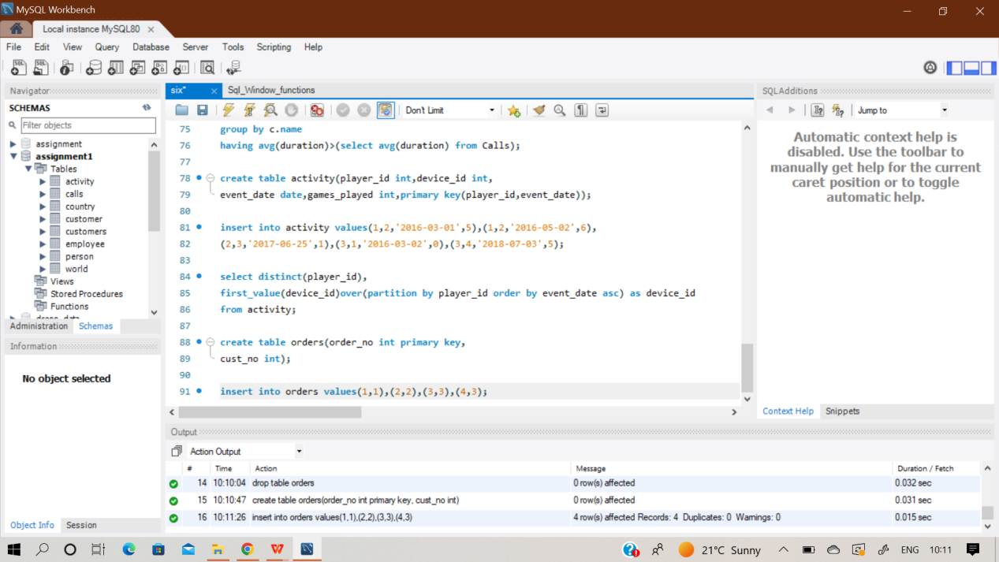 MySQL Workbench
Local instance MySQL80
File Edit View Query Database Server Tools Scripting Help
Navigator
SCHEMAS
Filter objects
assignment
assignment1
Tables
activity
calls
country
customer
customers
employee
person
world
Views
Stored Procedures
Functions
Administration Schemas
Information
No object selected
Object Info Session
six* Sql_Window_functions
Don't Limit
75 group by c.name
76 having avg(duration)>(select avg(duration) from Calls);
77
78 create table activity(player_id int,device_id int,
79 event_date date,games_played int,primary key(player_id,event_date));
80
81 insert into activity values(1,2,'2016-03-01',5),(1,2,'2016-05-02',6),
82 (2,3,'2017-06-25',1),(3,1,'2016-03-02',0),(3,4,'2018-07-03',5);
83
84 select distinct(player_id),
85 first_value(device_id)over(partition by player_id order by event_date asc) as device_id
86 from activity;
87
88 create table orders(order_no int primary key,
89 cust_no int);
90
91 insert into orders values(1,1),(2,2),(3,3),(4,3);
SQLAdditions
Jump to
Automatic context help is
disabled. Use the toolbar to
manually get help for the current
caret position or to toggle
automatic help.
Context Help Snippets
Output
Action Output
# Time Action Message Duration / Fetch
14 10:10:04 drop table orders 0 row(s) affected 0.032 sec
15 10:10:47 create table orders(order_no int primary key, cust_no int) 0 row(s) affected 0.031 sec
16 10:11:26 insert into orders values(1,1),(2,2),(3,3),(4,3) 4 row(s) affected Records: 4 Duplicates: 0 Warnings: 0 0.015 sec
21°C Sunny ENG 10:11